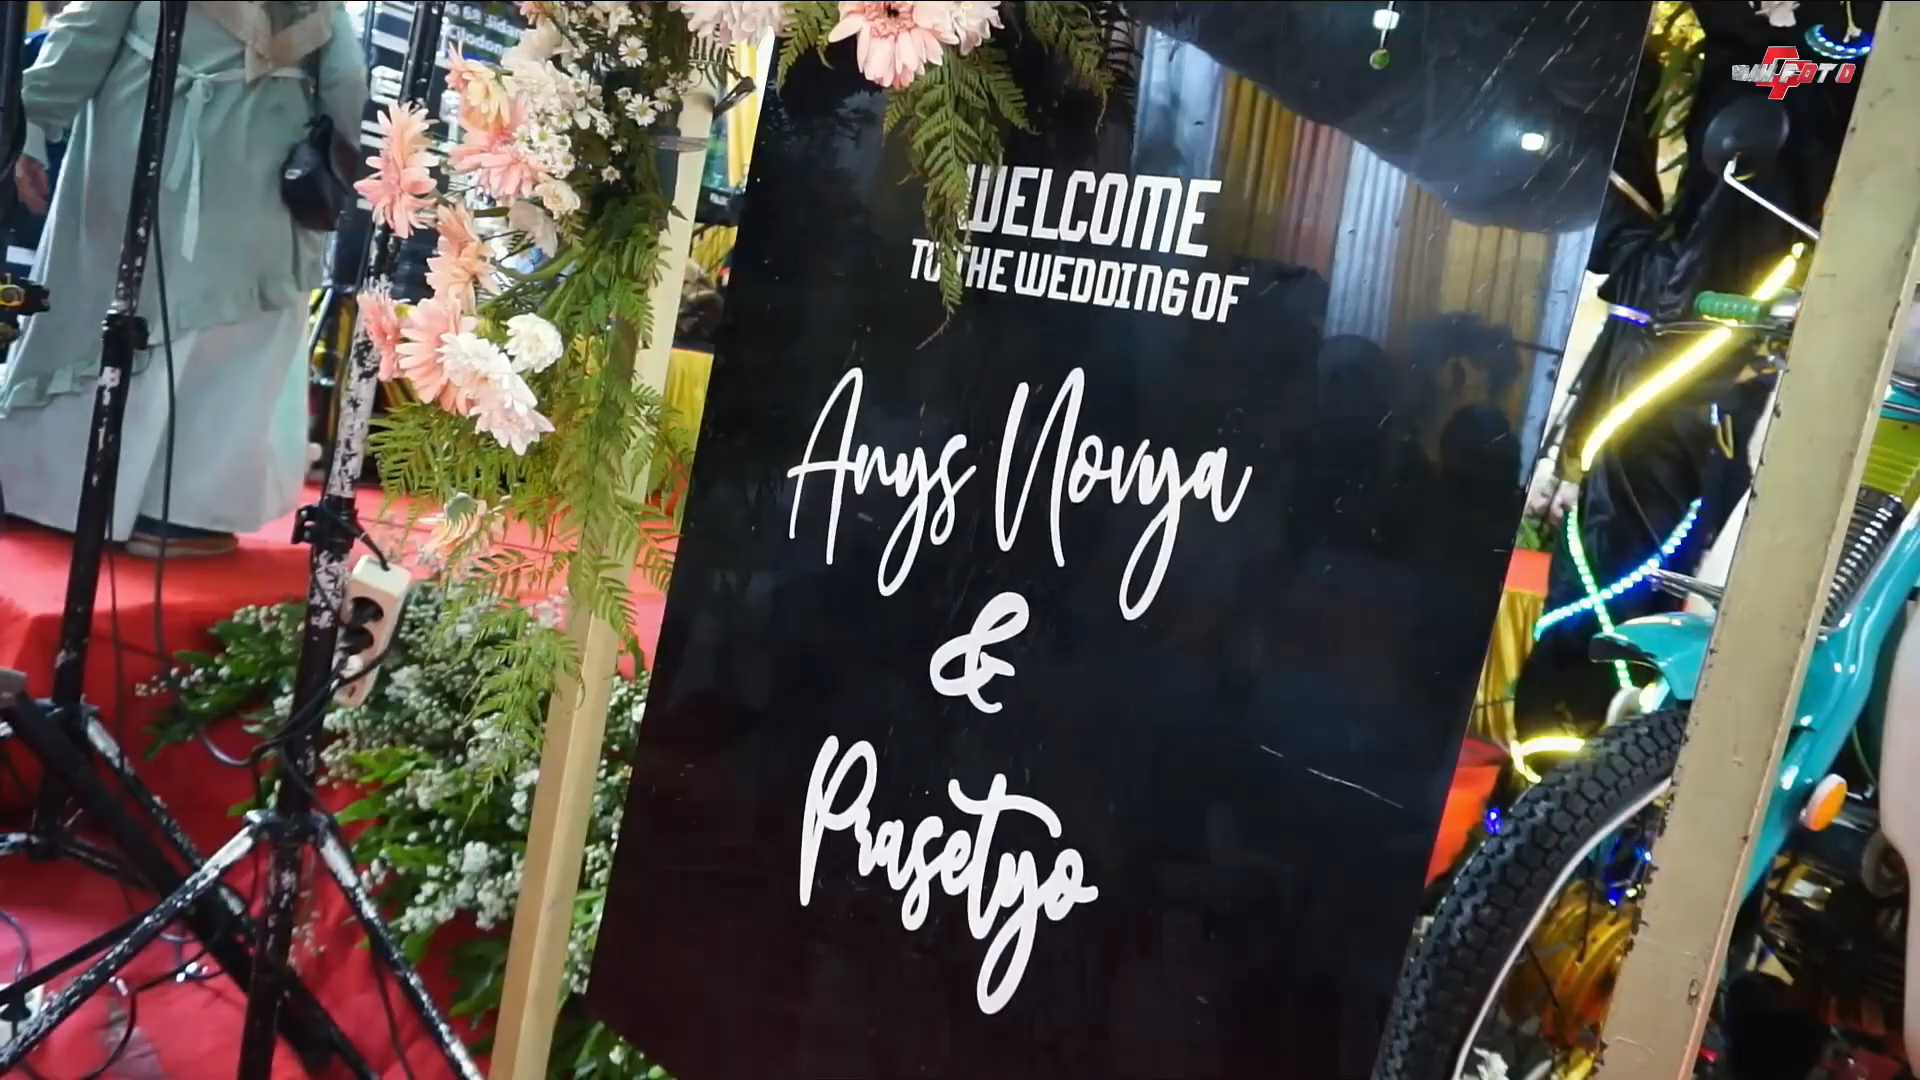 WELCOME
TO THE WEDDING OF
Anys Novya
&
Prasetyo